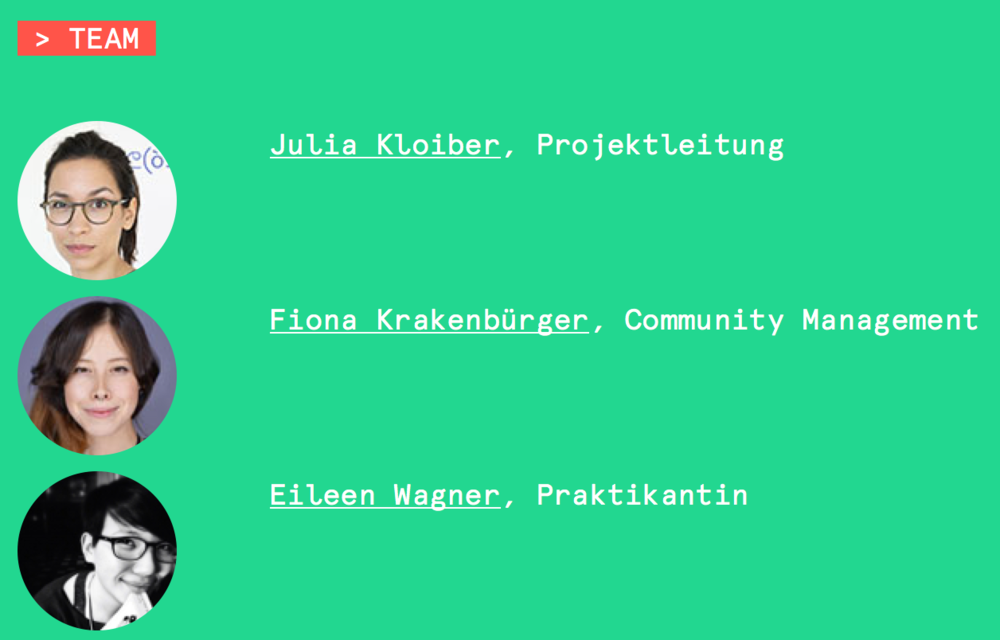 > TEAM
Julia Kloiber, Projektleitung
Fiona Krakenbürger, Community Management
Eileen Wagner, Praktikantin